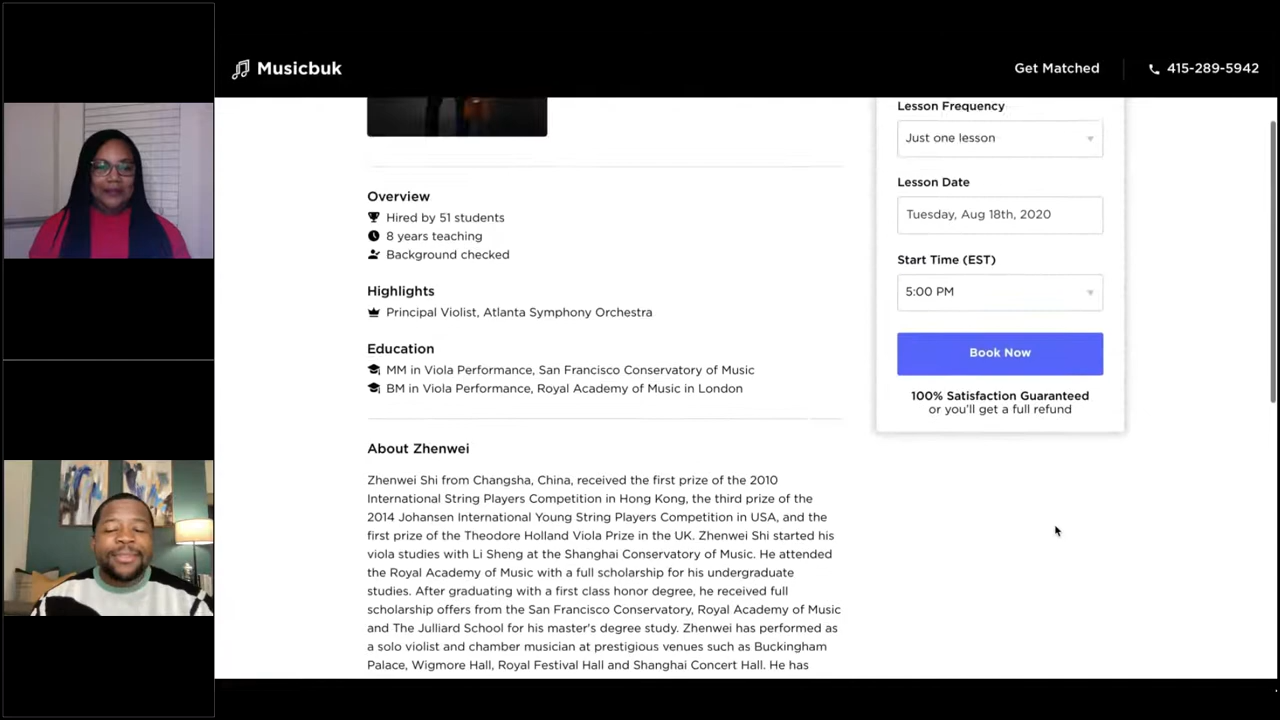 Musicbuk
Get Matched
415-289-5942
Overview
Hired by 51 students
8 years teaching
Background checked
Highlights
Principal Violist, Atlanta Symphony Orchestra
Education
MM in Viola Performance, San Francisco Conservatory of Music
BM in Viola Performance, Royal Academy of Music in London
About Zhenwei
Zhenwei Shi from Changsha, China, received the first prize of the 2010
International String Players Competition in Hong Kong, the third prize of the
2014 Johansen International Young String Players Competition in USA, and the
first prize of the Theodore Holland Viola Prize in the UK. Zhenwei Shi started his
viola studies with Li Sheng at the Shanghai Conservatory of Music. He attended
the Royal Academy of Music with a full scholarship for his undergraduate
studies. After graduating with a first class honor degree, he received full
scholarship offers from the San Francisco Conservatory, Royal Academy of Music
and The Julliard School for his master's degree study. Zhenwei has performed as
a solo violist and chamber musician at prestigious venues such as Buckingham
Palace, Wigmore Hall, Royal Festival Hall and Shanghai Concert Hall. He has
Lesson Frequency
Just one lesson
Lesson Date
Tuesday, Aug 18th, 2020
Start Time (EST)
5:00 PM
Book Now
100% Satisfaction Guaranteed
or you'll get a full refund